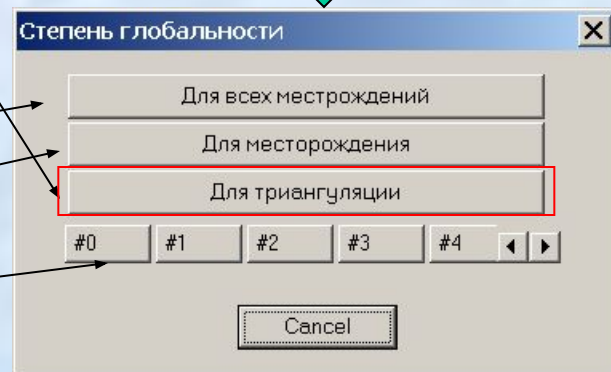 Степень глобальности
Для всех местрождений
Для месторождения
Для триангуляции
#0 #1 #2 #3 #4
Cancel